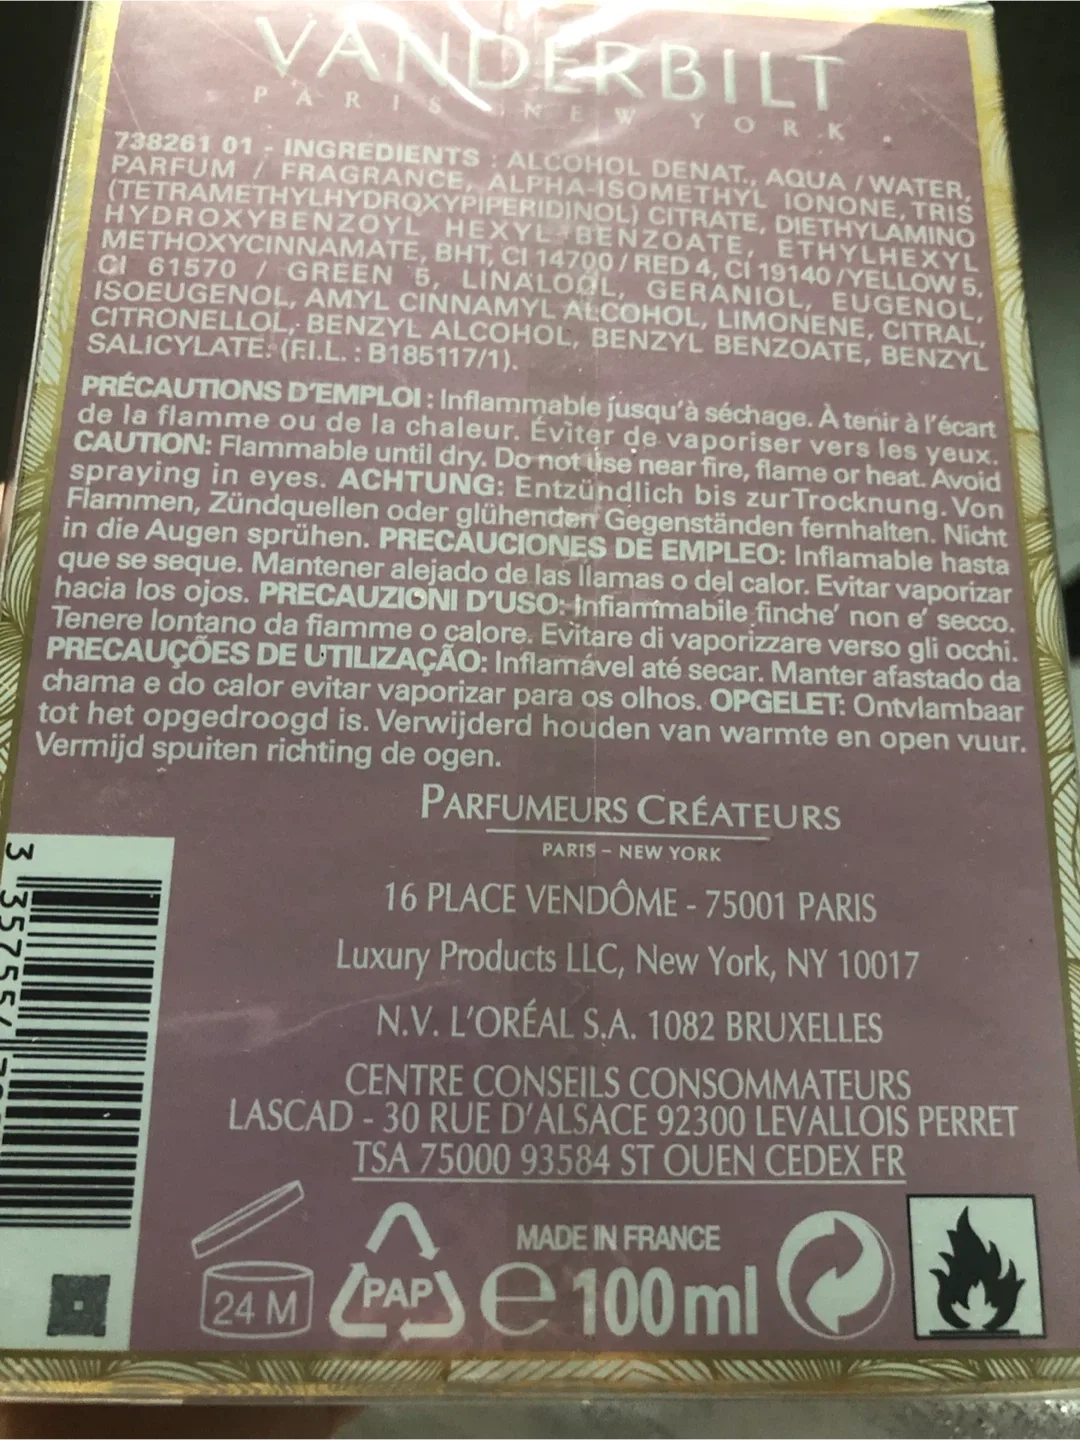 VANDERBILT
PARIS NEW YORK
738261 01 - INGREDIENTS : ALCOHOL DENAT., AQUA / WATER,
PARFUM / FRAGRANCE, ALPHA-ISOMETHYL IONONE, TRIS
(TETRAMETHYLHYDROXYPIPERIDINOL) CITRATE, DIETHYLAMINO
HYDROXYBENZOYL HEXYL BENZOATE, ETHYLHEXYL
METHOXYCINNAMATE, BHT, CI 14700 / RED 4, CI 19140 / YELLOW 5,
CI 61570 / GREEN 5, LINALOOL, GERANIOL, EUGENOL,
ISOEUGENOL, AMYL CINNAMYL ALCOHOL, LIMONENE, CITRAL,
CITRONELLOL, BENZYL ALCOHOL, BENZYL BENZOATE, BENZYL
SALICYLATE. (F.I.L. : B185117/1).
PRÉCAUTIONS D'EMPLOI : Inflammable jusqu'à séchage. À tenir à l'écart
de la flamme ou de la chaleur. Éviter de vaporiser vers les yeux.
CAUTION: Flammable until dry. Do not use near fire, flame or heat. Avoid
spraying in eyes. ACHTUNG: Entzündlich bis zur Trocknung. Von
Flammen, Zündquellen oder glühenden Gegenständen fernhalten. Nicht
in die Augen sprühen. PRECAUCIONES DE EMPLEO: Inflamable hasta
que se seque. Mantener alejado de las llamas o del calor. Evitar vaporizar
hacia los ojos. PRECAUZIONI D'USO: Infiammabile finche' non e' secco.
Tenere lontano da fiamme o calore. Evitare di vaporizzare verso gli occhi.
PRECAUÇÕES DE UTILIZAÇÃO: Inflamável até secar. Manter afastado da
chama e do calor evitar vaporizar para os olhos. OPGELET: Ontvlambaar
tot het opgedroogd is. Verwijderd houden van warmte en open vuur.
Vermijd spuiten richting de ogen.
PARFUMEURS CRÉATEURS
PARIS – NEW YORK
16 PLACE VENDÔME - 75001 PARIS
Luxury Products LLC, New York, NY 10017
N.V. L'ORÉAL S.A. 1082 BRUXELLES
CENTRE CONSEILS CONSOMMATEURS
LASCAD - 30 RUE D'ALSACE 92300 LEVALLOIS PERRET
TSA 75000 93584 ST OUEN CEDEX FR
MADE IN FRANCE
24 M
PAP
e 100 ml